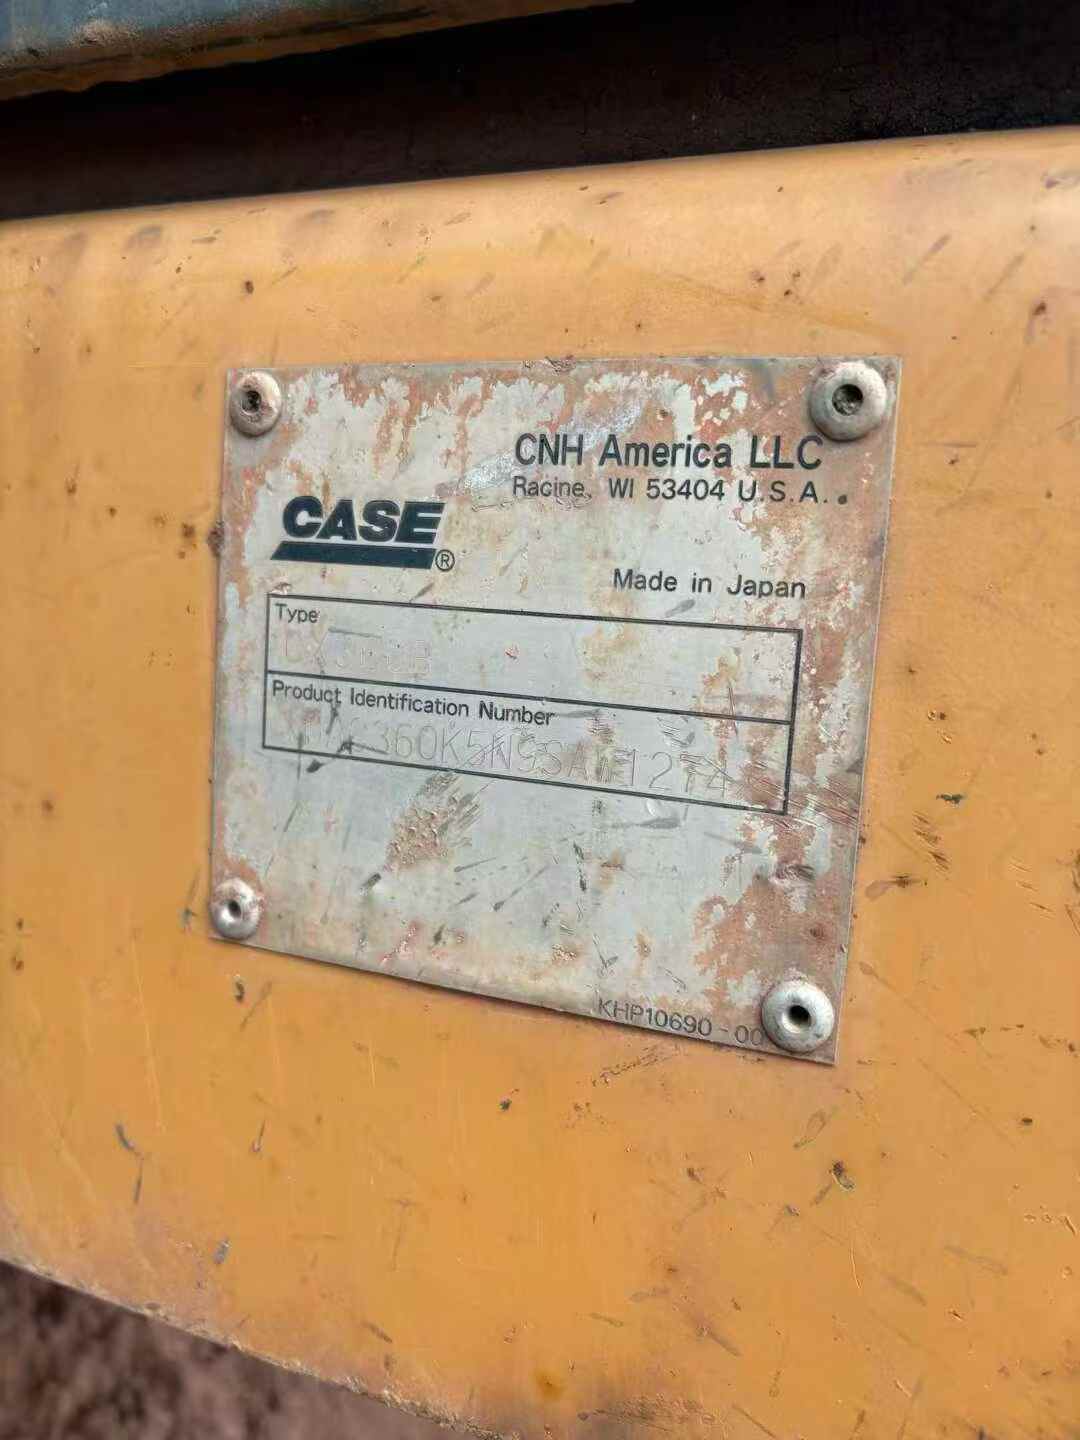 CNH America LLC
Racine, WI 53404 U.S.A.
CASE®
Made in Japan
Type
Product Identification Number
KHP10690-00